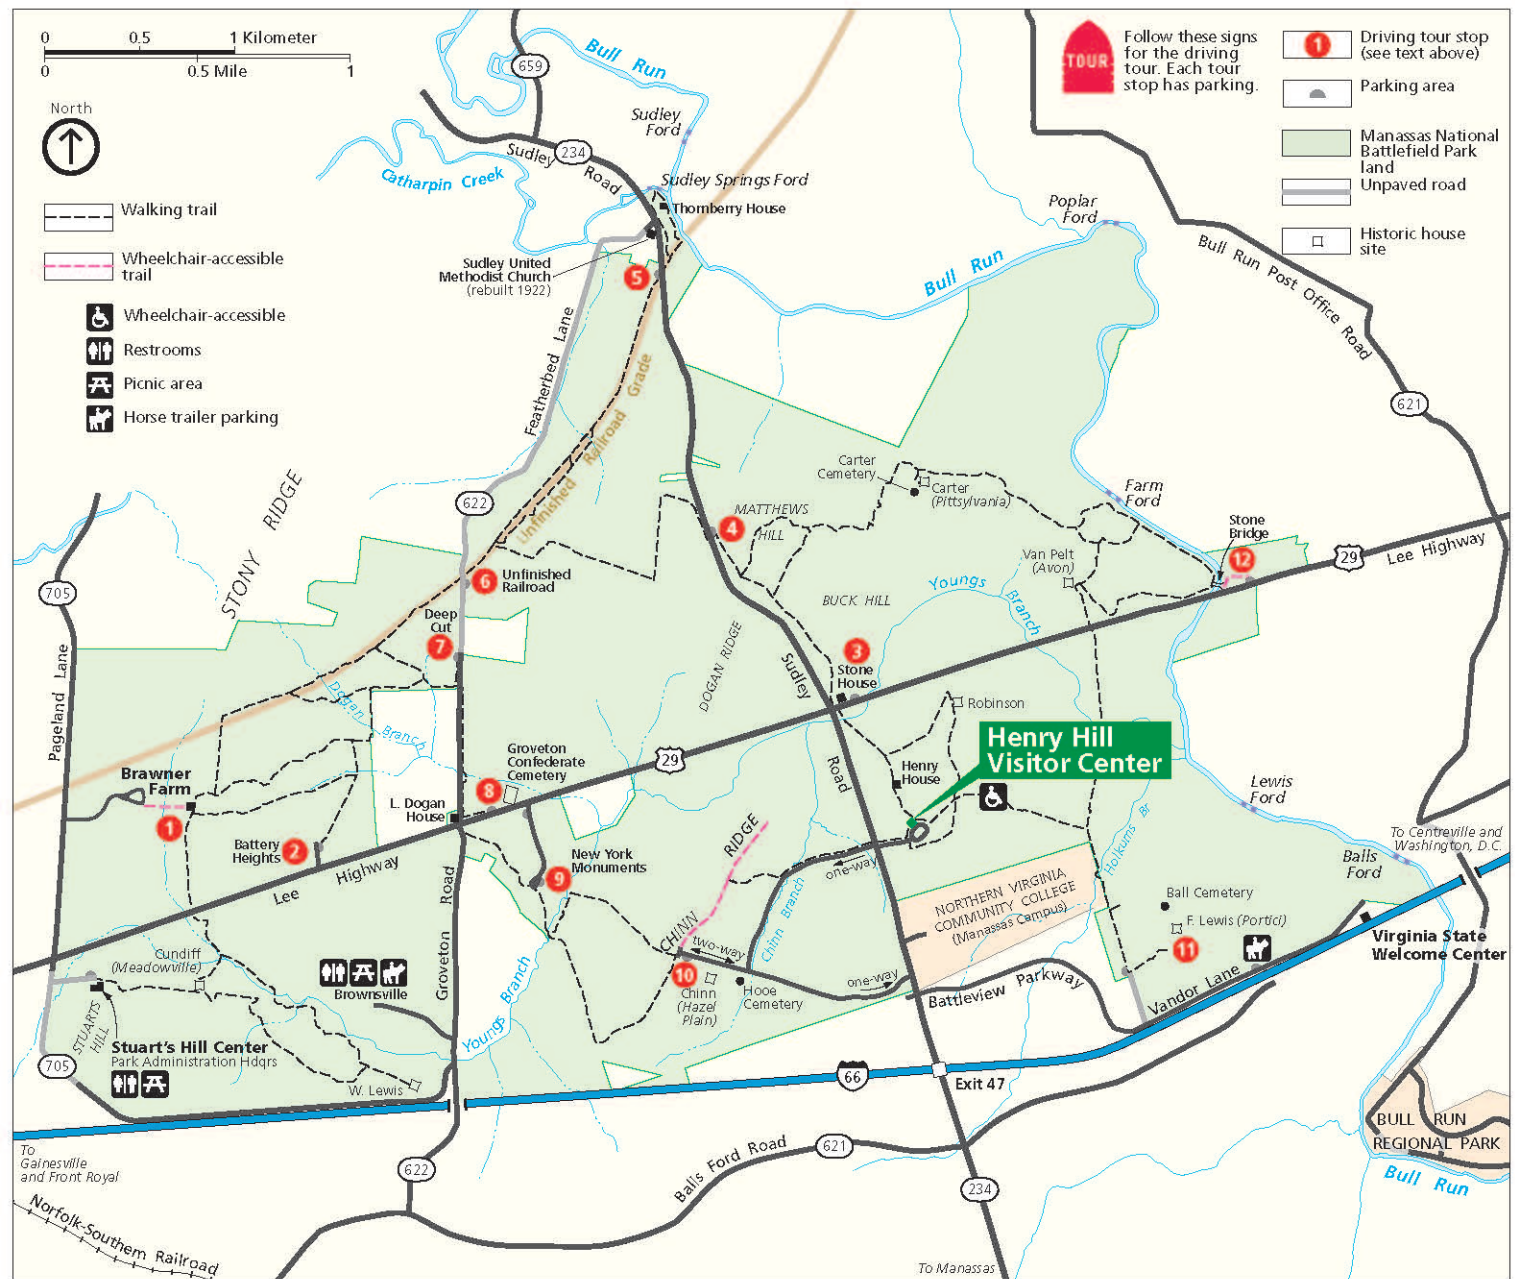 0 0.5 1 Kilometer
0 0.5 Mile 1
North
Walking trail
Wheelchair-accessible
trail
Wheelchair-accessible
Restrooms
Picnic area
Horse trailer parking
TOUR
Follow these signs
for the driving
tour. Each tour
stop has parking.
1
Driving tour stop
(see text above)
Parking area
Manassas National
Battlefield Park
land
Unpaved road
Historic house
site
659
Bull Run
Sudley
Ford
234
Sudley Road
Catharpin Creek
Sudley Springs Ford
Thornberry House
Sudley United
Methodist Church
(rebuilt 1922)
5
Poplar
Ford
Bull Run
Bull Run Post Office Road
621
Featherbed Lane
Unfinished Railroad Grade
STONY RIDGE
622
Carter
Cemetery
Carter
(Pittsylvania)
MATTHEWS
HILL
4
Farm
Ford
Stone
Bridge
12
29
Lee Highway
Van Pelt
(Avon)
Youngs Branch
BUCK HILL
6
Unfinished
Railroad
Deep
Cut
7
705
Pageland Lane
DOGAN RIDGE
Sudley Road
3
Stone
House
Robinson
Dogan Branch
Henry Hill
Visitor Center
Henry
House
29
Groveton
Confederate
Cemetery
8
L. Dogan
House
Brawner
Farm
1
Battery
Heights
2
Lee Highway
New York
Monuments
9
CHINN RIDGE
one-way
Chinn Branch
Holkums Br
Lewis
Ford
To Centreville and
Washington, D.C.
Balls
Ford
NORTHERN VIRGINIA
COMMUNITY COLLEGE
(Manassas Campus)
Ball Cemetery
F. Lewis (Portici)
11
Virginia State
Welcome Center
Groveton Road
Cundiff
(Meadowville)
Brownsville
Youngs Branch
two-way
10
Chinn
(Hazel
Plain)
Hooe
Cemetery
one-way
Battleview Parkway
Vandor Lane
STUARTS
HILL
Stuart's Hill Center
Park Administration Hdqrs
705
W. Lewis
66
Exit 47
BULL RUN
REGIONAL PARK
Bull Run
To
Gainesville
and Front Royal
622
Balls Ford Road
621
234
Norfolk-Southern Railroad
To Manassas